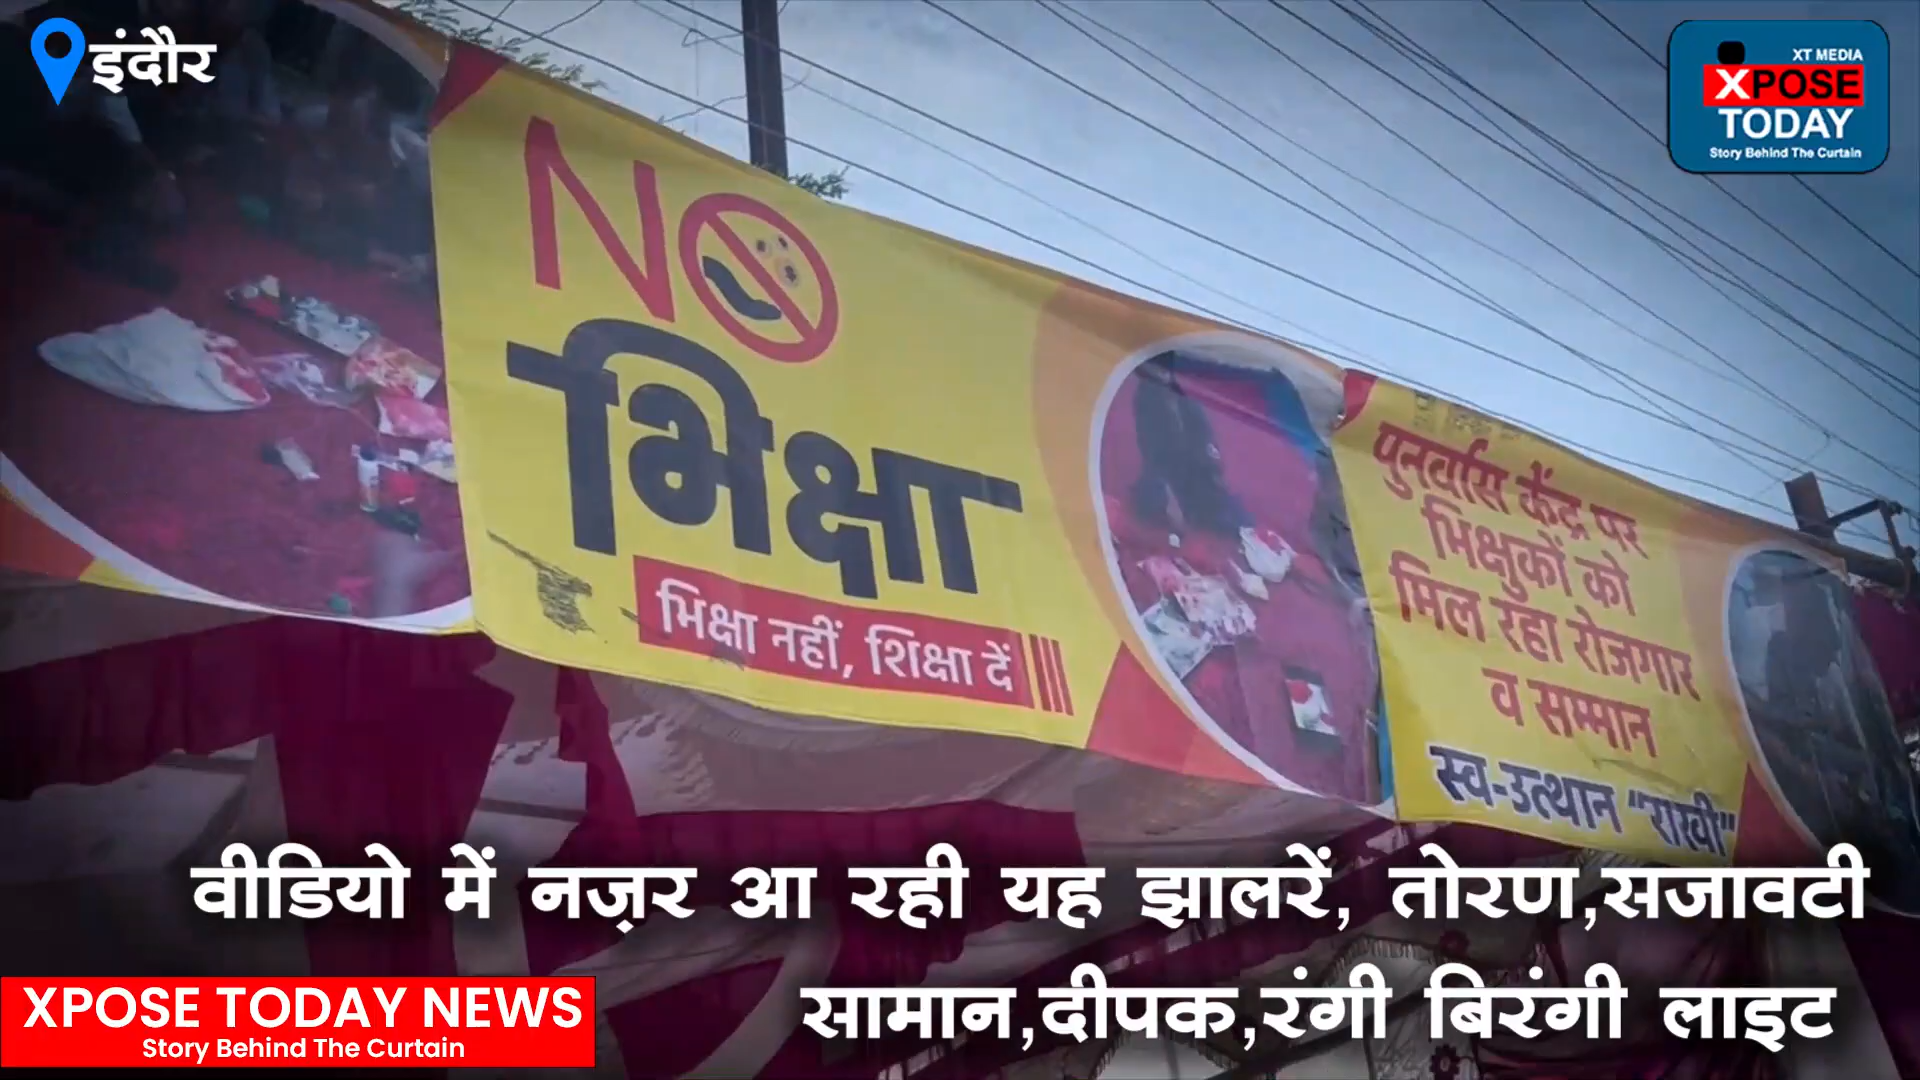 इंदौर
XT MEDIA
XPOSE
TODAY
Story Behind The Curtain
NO
भिक्षा
भिक्षा नहीं, शिक्षा दें
पुनर्वास केंद्र पर
भिक्षुकों को
मिल रहा रोजगार
व सम्मान
स्व-उत्थान "राखी"
वीडियो में नज़र आ रही यह झालरें, तोरण,सजावटी
सामान,दीपक,रंगी बिरंगी लाइट
XPOSE TODAY NEWS
Story Behind The Curtain